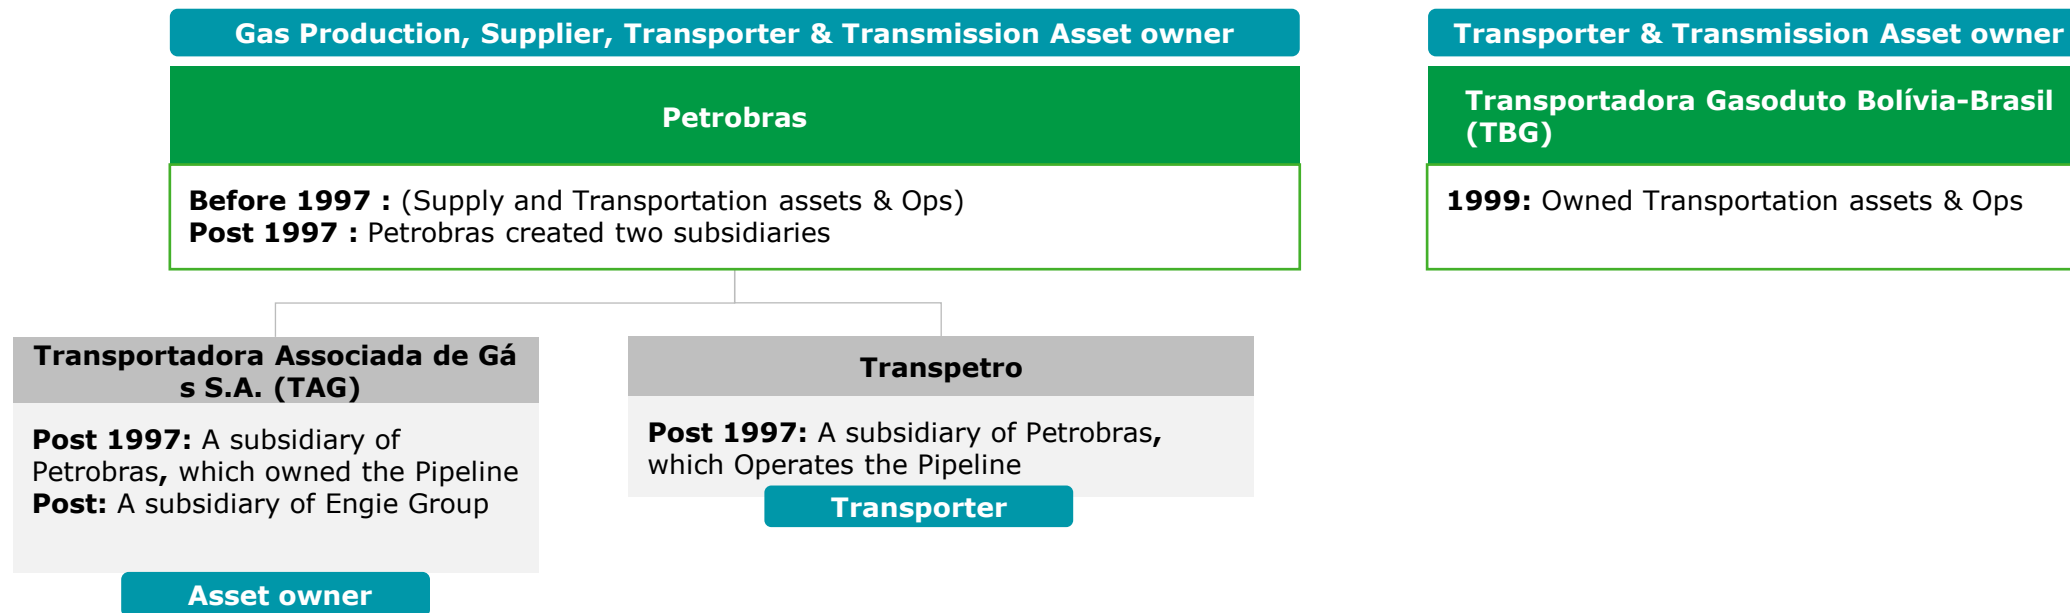 Gas Production, Supplier, Transporter & Transmission Asset owner
Petrobras
Before 1997 : (Supply and Transportation assets & Ops)
Post 1997 : Petrobras created two subsidiaries
Transportadora Associada de Gá
s S.A. (TAG)
Post 1997: A subsidiary of
Petrobras, which owned the Pipeline
Post: A subsidiary of Engie Group
Asset owner
Transpetro
Post 1997: A subsidiary of Petrobras,
which Operates the Pipeline
Transporter
Transporter & Transmission Asset owner
Transportadora Gasoduto Bolívia-Brasil
(TBG)
1999: Owned Transportation assets & Ops